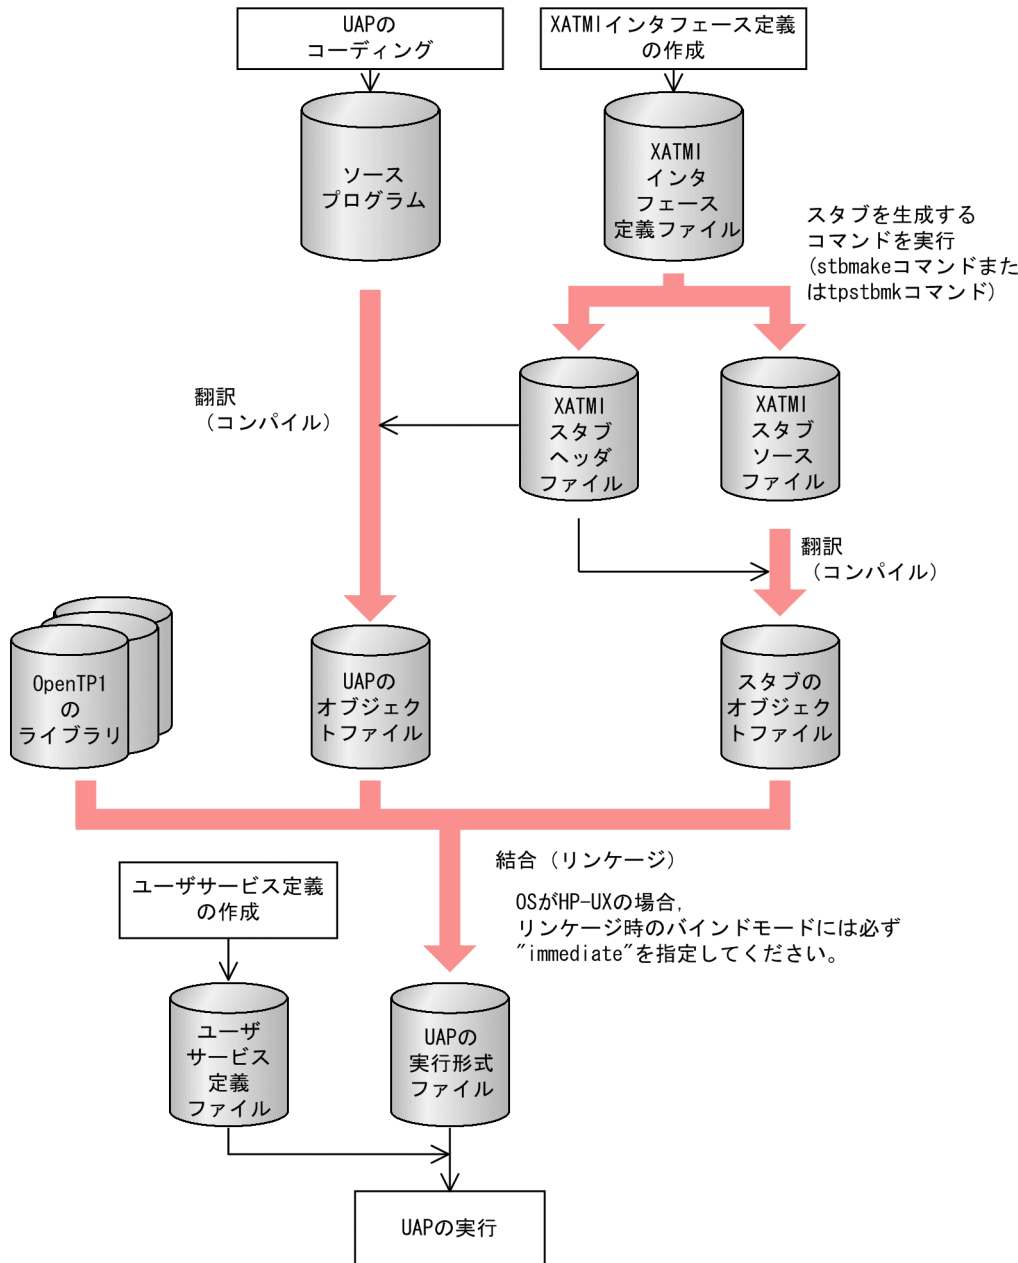 UAPの
コーディング
XATMIインタフェース定義
の作成
ソース
プログラム
XATMI
インタ
フェース
定義ファイル
スタブを生成する
コマンドを実行
(stbmakeコマンドまた
はtpstbmkコマンド)
翻訳
(コンパイル)
XATMI
スタブ
ヘッダ
ファイル
XATMI
スタブ
ソース
ファイル
翻訳
(コンパイル)
OpenTP1
の
ライブラリ
UAPの
オブジェク
トファイル
スタブの
オブジェク
トファイル
結合(リンケージ)
OSがHP-UXの場合,
リンケージ時のバインドモードには必ず
"immediate"を指定してください。
ユーザサービス定義
の作成
ユーザ
サービス
定義
ファイル
UAPの
実行形式
ファイル
UAPの実行